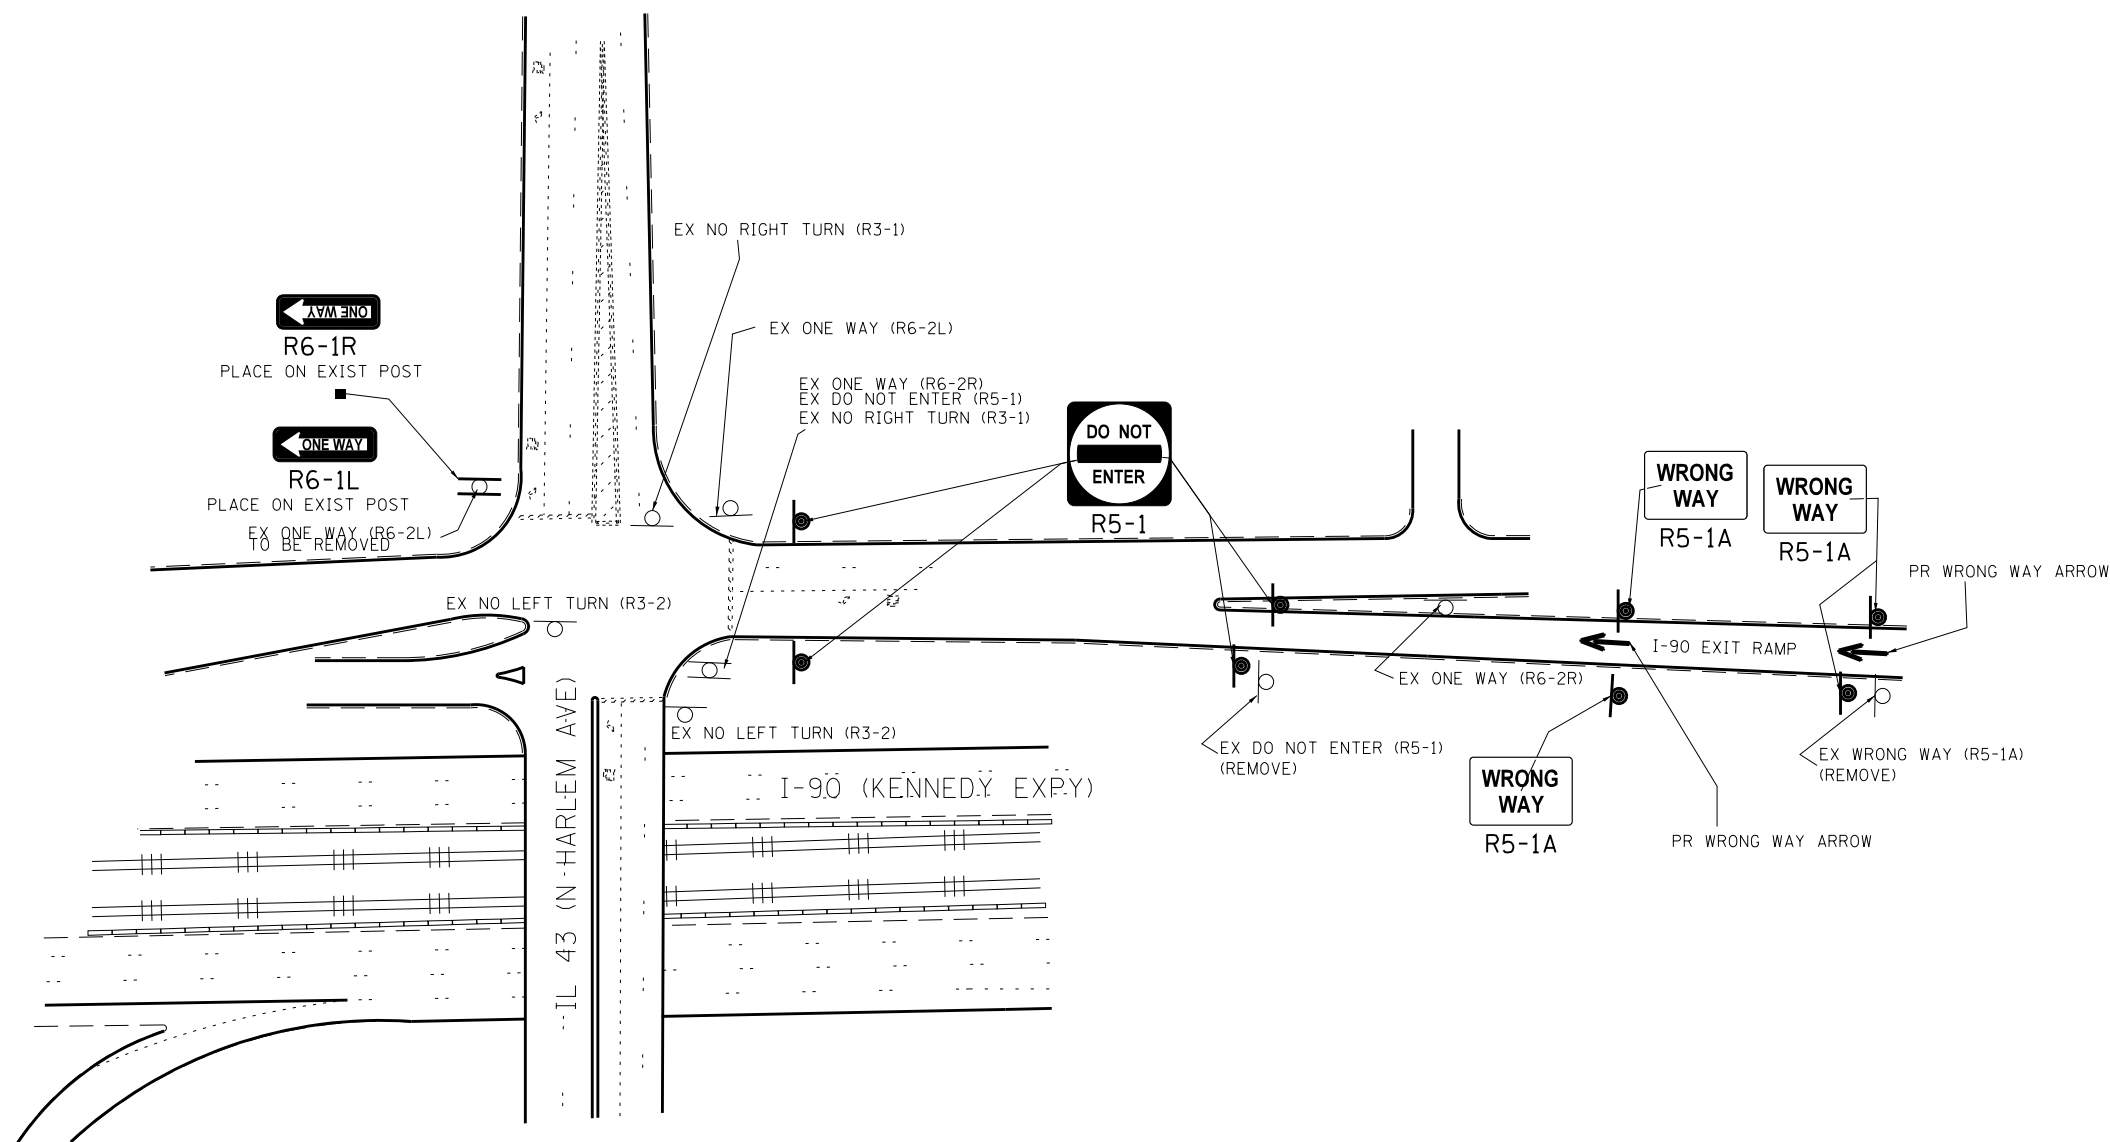 EX NO RIGHT TURN (R3-1)
ONE WAY
R6-1R
PLACE ON EXIST POST
EX ONE WAY (R6-2L)
EX ONE WAY (R6-2R)
EX DO NOT ENTER (R5-1)
EX NO RIGHT TURN (R3-1)
DO NOT
ENTER
R5-1
ONE WAY
R6-1L
PLACE ON EXIST POST
EX ONE WAY (R6-2L)
TO BE REMOVED
WRONG
WAY
R5-1A
WRONG
WAY
R5-1A
PR WRONG WAY ARROW
EX NO LEFT TURN (R3-2)
I-90 EXIT RAMP
EX ONE WAY (R6-2R)
EX NO LEFT TURN (R3-2)
EX DO NOT ENTER (R5-1)
(REMOVE)
EX WRONG WAY (R5-1A)
(REMOVE)
I-90 (KENNEDY EXPY)
WRONG
WAY
R5-1A
PR WRONG WAY ARROW
IL 43 (N HARLEM AVE)